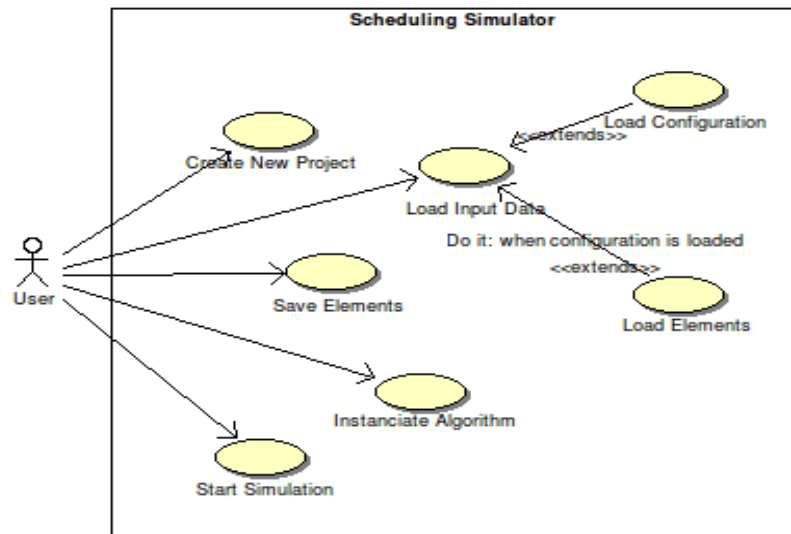 Scheduling Simulator
Load Configuration
<<extends>>
Create New Project
Load Input Data
Do it: when configuration is loaded
<<extends>>
User
Save Elements
Load Elements
Instanciate Algorithm
Start Simulation